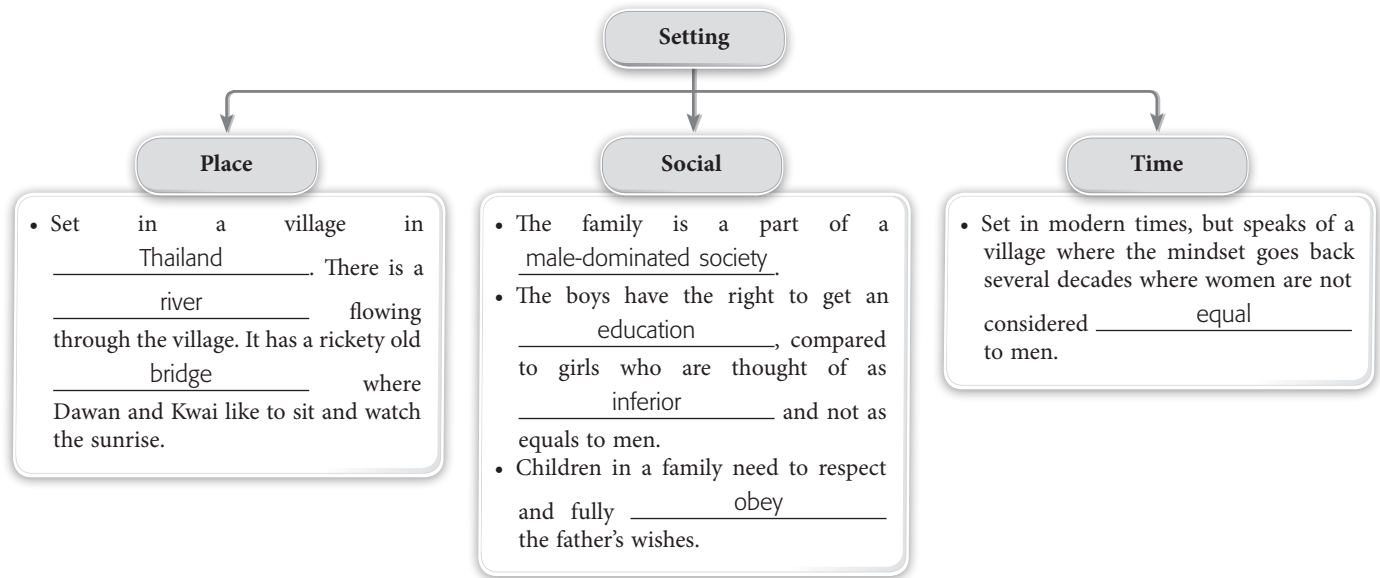 Setting
Place
• Set in a village in
Thailand. There is a
river flowing
through the village. It has a rickety old
bridge where
Dawan and Kwai like to sit and watch
the sunrise.
Social
• The family is a part of a
male-dominated society.
• The boys have the right to get an
education, compared
to girls who are thought of as
inferior and not as
equals to men.
• Children in a family need to respect
and fully obey
the father's wishes.
Time
• Set in modern times, but speaks of a
village where the mindset goes back
several decades where women are not
considered equal
to men.